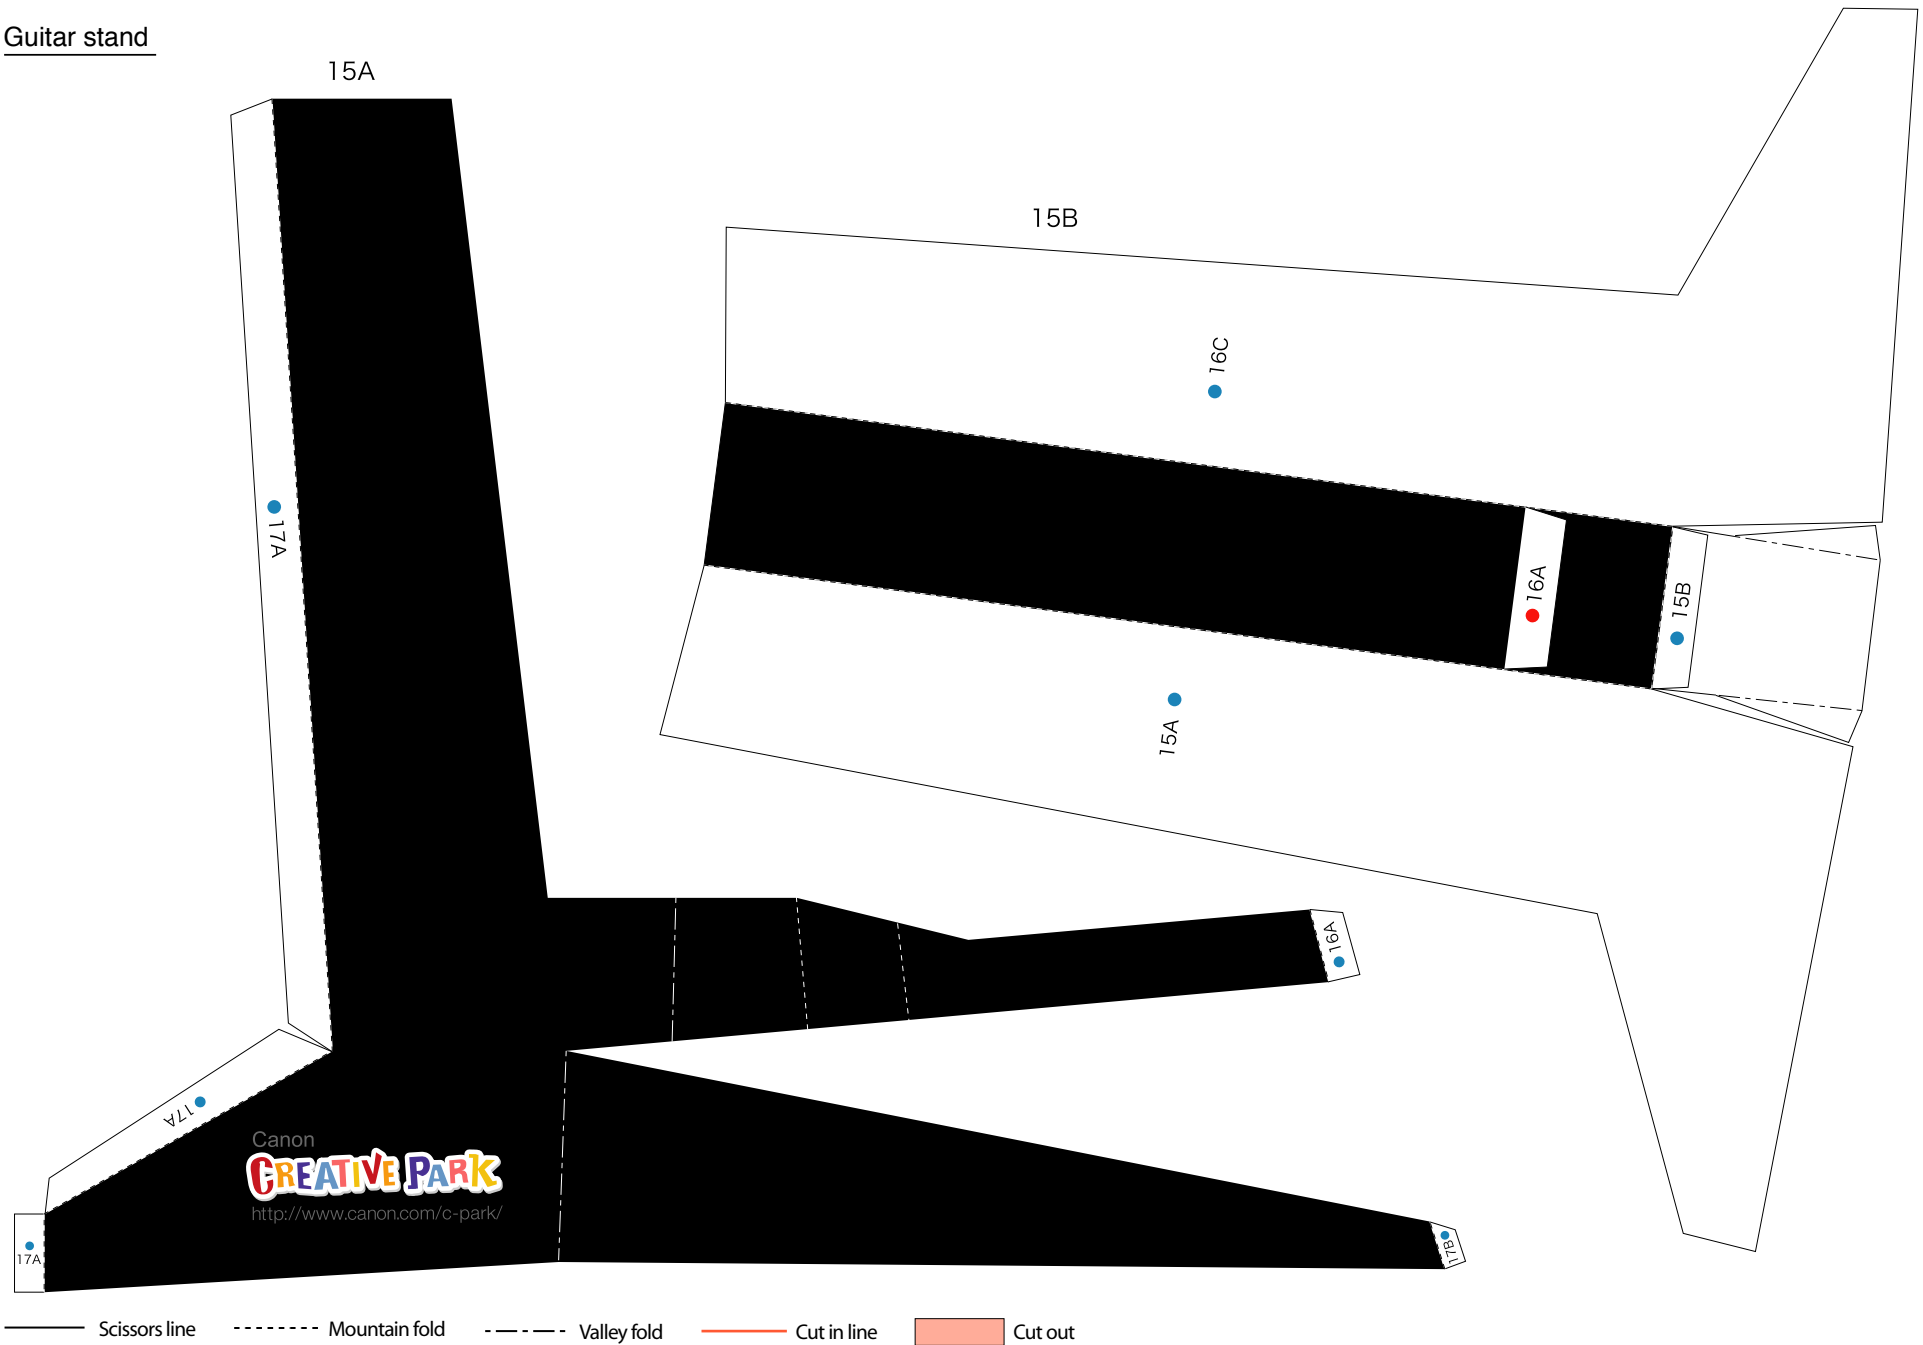 Guitar stand
15A
15B
16C
17A
16A
15B
15A
16A
17A
Canon
CREATIVE PARK
http://www.canon.com/c-park/
17A
17B
Scissors line
Mountain fold
Valley fold
Cut in line
Cut out